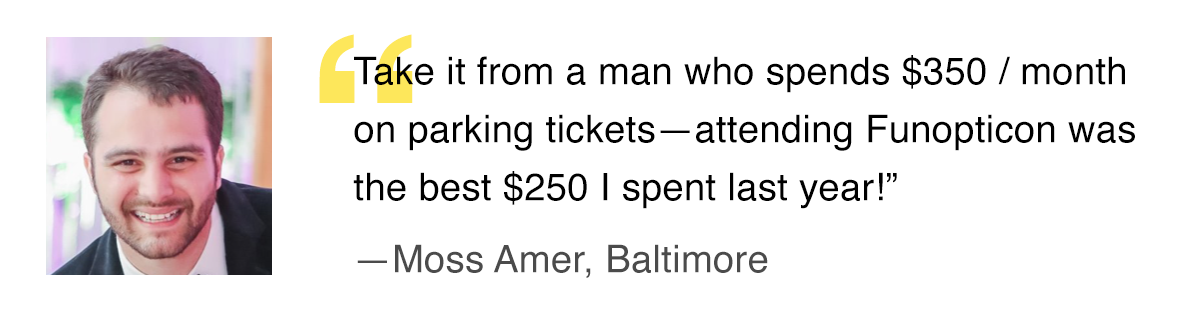 “Take it from a man who spends $350 / month
on parking tickets—attending Funopticon was
the best $250 I spent last year!”
—Moss Amer, Baltimore